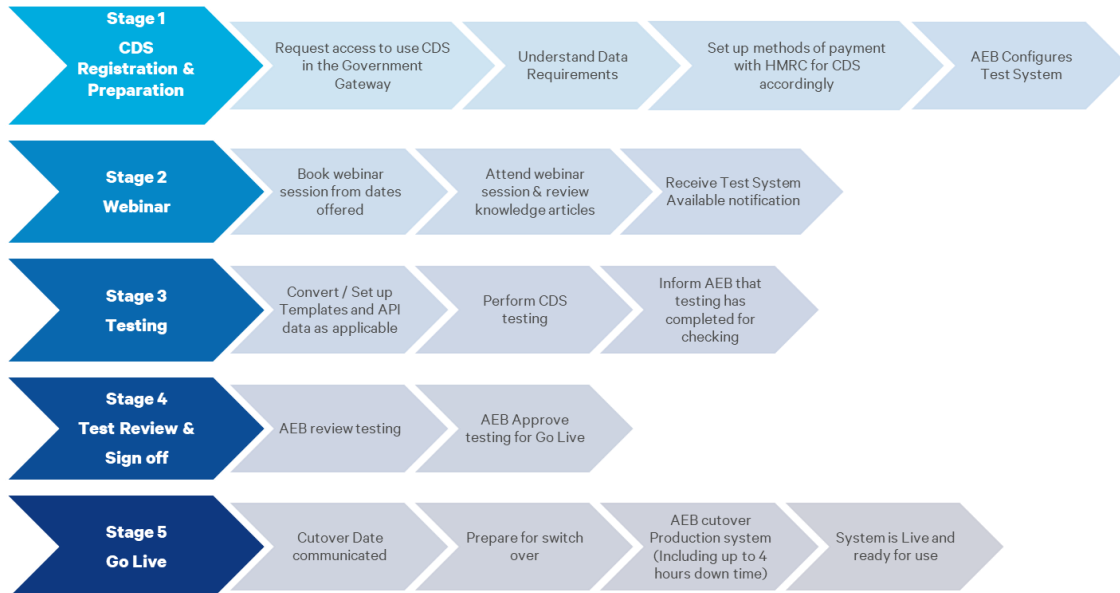 Stage 1
CDS
Registration &
Preparation
Request access to use CDS
in the Government
Gateway
Understand Data
Requirements
Set up methods of payment
with HMRC for CDS
accordingly
AEB Configures
Test System
Stage 2
Webinar
Book webinar
session from dates
offered
Attend webinar
session & review
knowledge articles
Receive Test System
Available notification
Stage 3
Testing
Convert / Set up
Templates and API
data as applicable
Perform CDS
testing
Inform AEB that
testing has
completed for
checking
Stage 4
Test Review &
Sign off
AEB review testing
AEB Approve
testing for Go Live
Stage 5
Go Live
Cutover Date
communicated
Prepare for switch
over
AEB cutover
Production system
(Including up to 4
hours down time)
System is Live and
ready for use